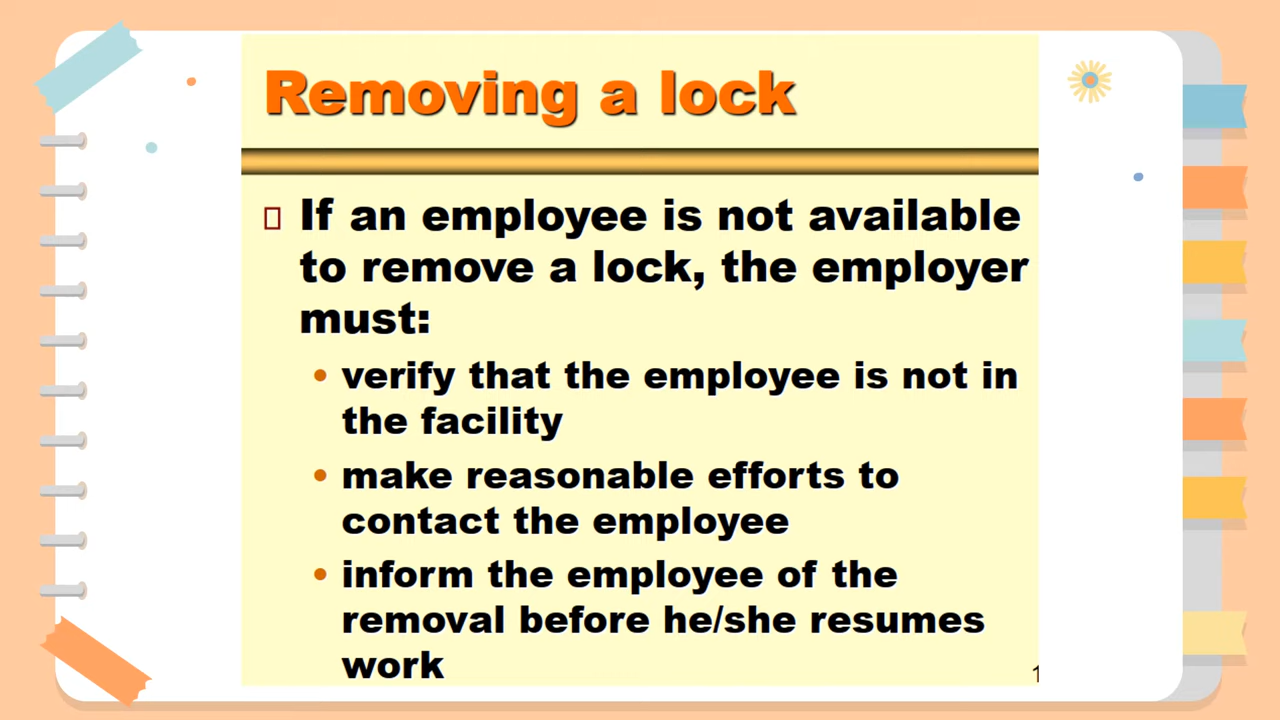 Removing a lock
If an employee is not available
to remove a lock, the employer
must:
• verify that the employee is not in
the facility
• make reasonable efforts to
contact the employee
• inform the employee of the
removal before he/she resumes
work
1